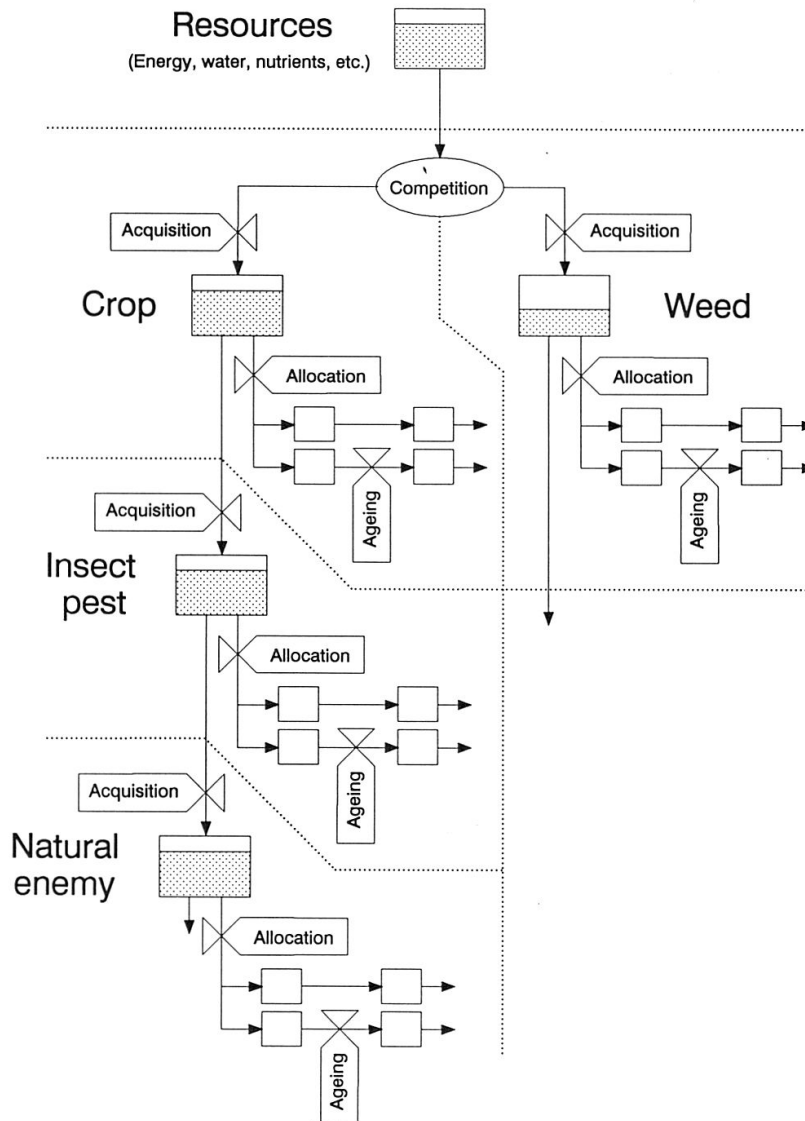 Resources
(Energy, water, nutrients, etc.)
Competition
Acquisition
Acquisition
Crop
Weed
Allocation
Allocation
Ageing
Ageing
Acquisition
Insect
pest
Allocation
Ageing
Acquisition
Natural
enemy
Allocation
Ageing